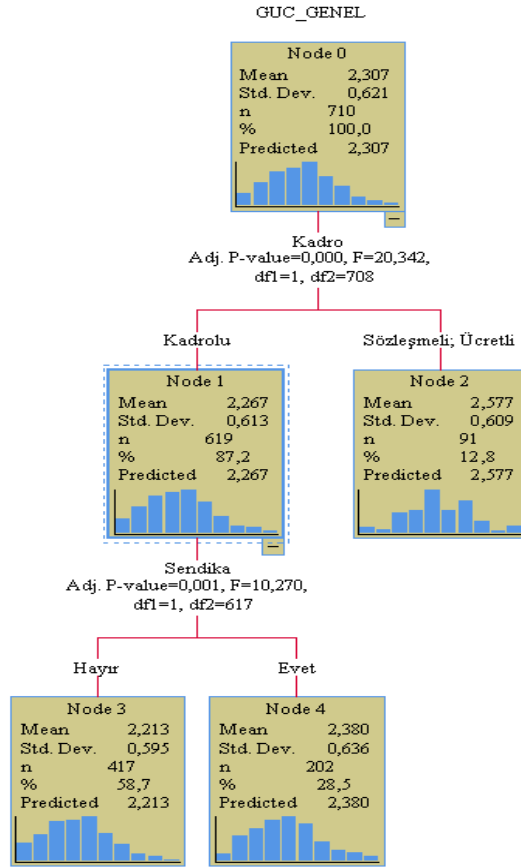 GUC_GENEL
Node 0
Mean 2,307
Std. Dev. 0,621
n 710
% 100,0
Predicted 2,307
Kadro
Adj. P-value=0,000, F=20,342,
df1=1, df2=708
Kadrolu
Sözleşmeli; Ücretli
Node 1
Mean 2,267
Std. Dev. 0,613
n 619
% 87,2
Predicted 2,267
Node 2
Mean 2,577
Std. Dev. 0,609
n 91
% 12,8
Predicted 2,577
Sendika
Adj. P-value=0,001, F=10,270,
df1=1, df2=617
Hayır
Evet
Node 3
Mean 2,213
Std. Dev. 0,595
n 417
% 58,7
Predicted 2,213
Node 4
Mean 2,380
Std. Dev. 0,636
n 202
% 28,5
Predicted 2,380